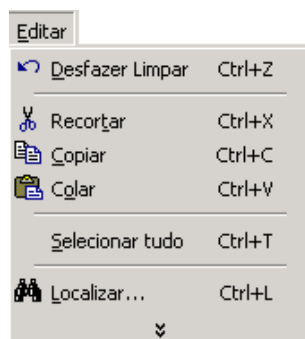 Editar
Desfazer Limpar Ctrl+Z
Recortar Ctrl+X
Copiar Ctrl+C
Colar Ctrl+V
Selecionar tudo Ctrl+T
Localizar... Ctrl+L